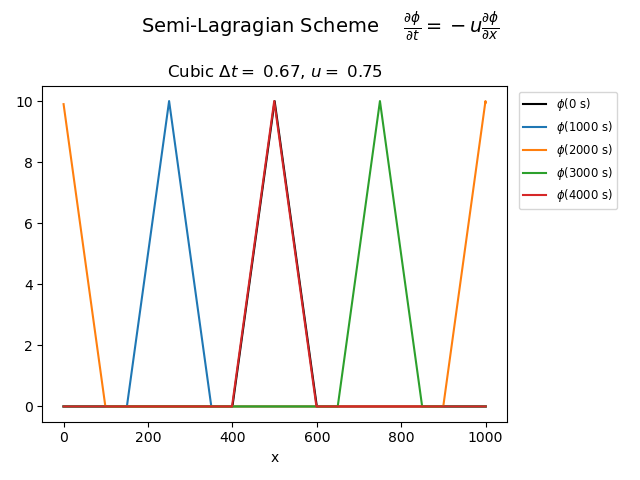 Semi-Lagragian Scheme ∂ϕ/∂t = −u ∂ϕ/∂x
Cubic Δt = 0.67, u = 0.75
10
8
6
4
2
0
0 200 400 600 800 1000
x
ϕ(0 s)
ϕ(1000 s)
ϕ(2000 s)
ϕ(3000 s)
ϕ(4000 s)